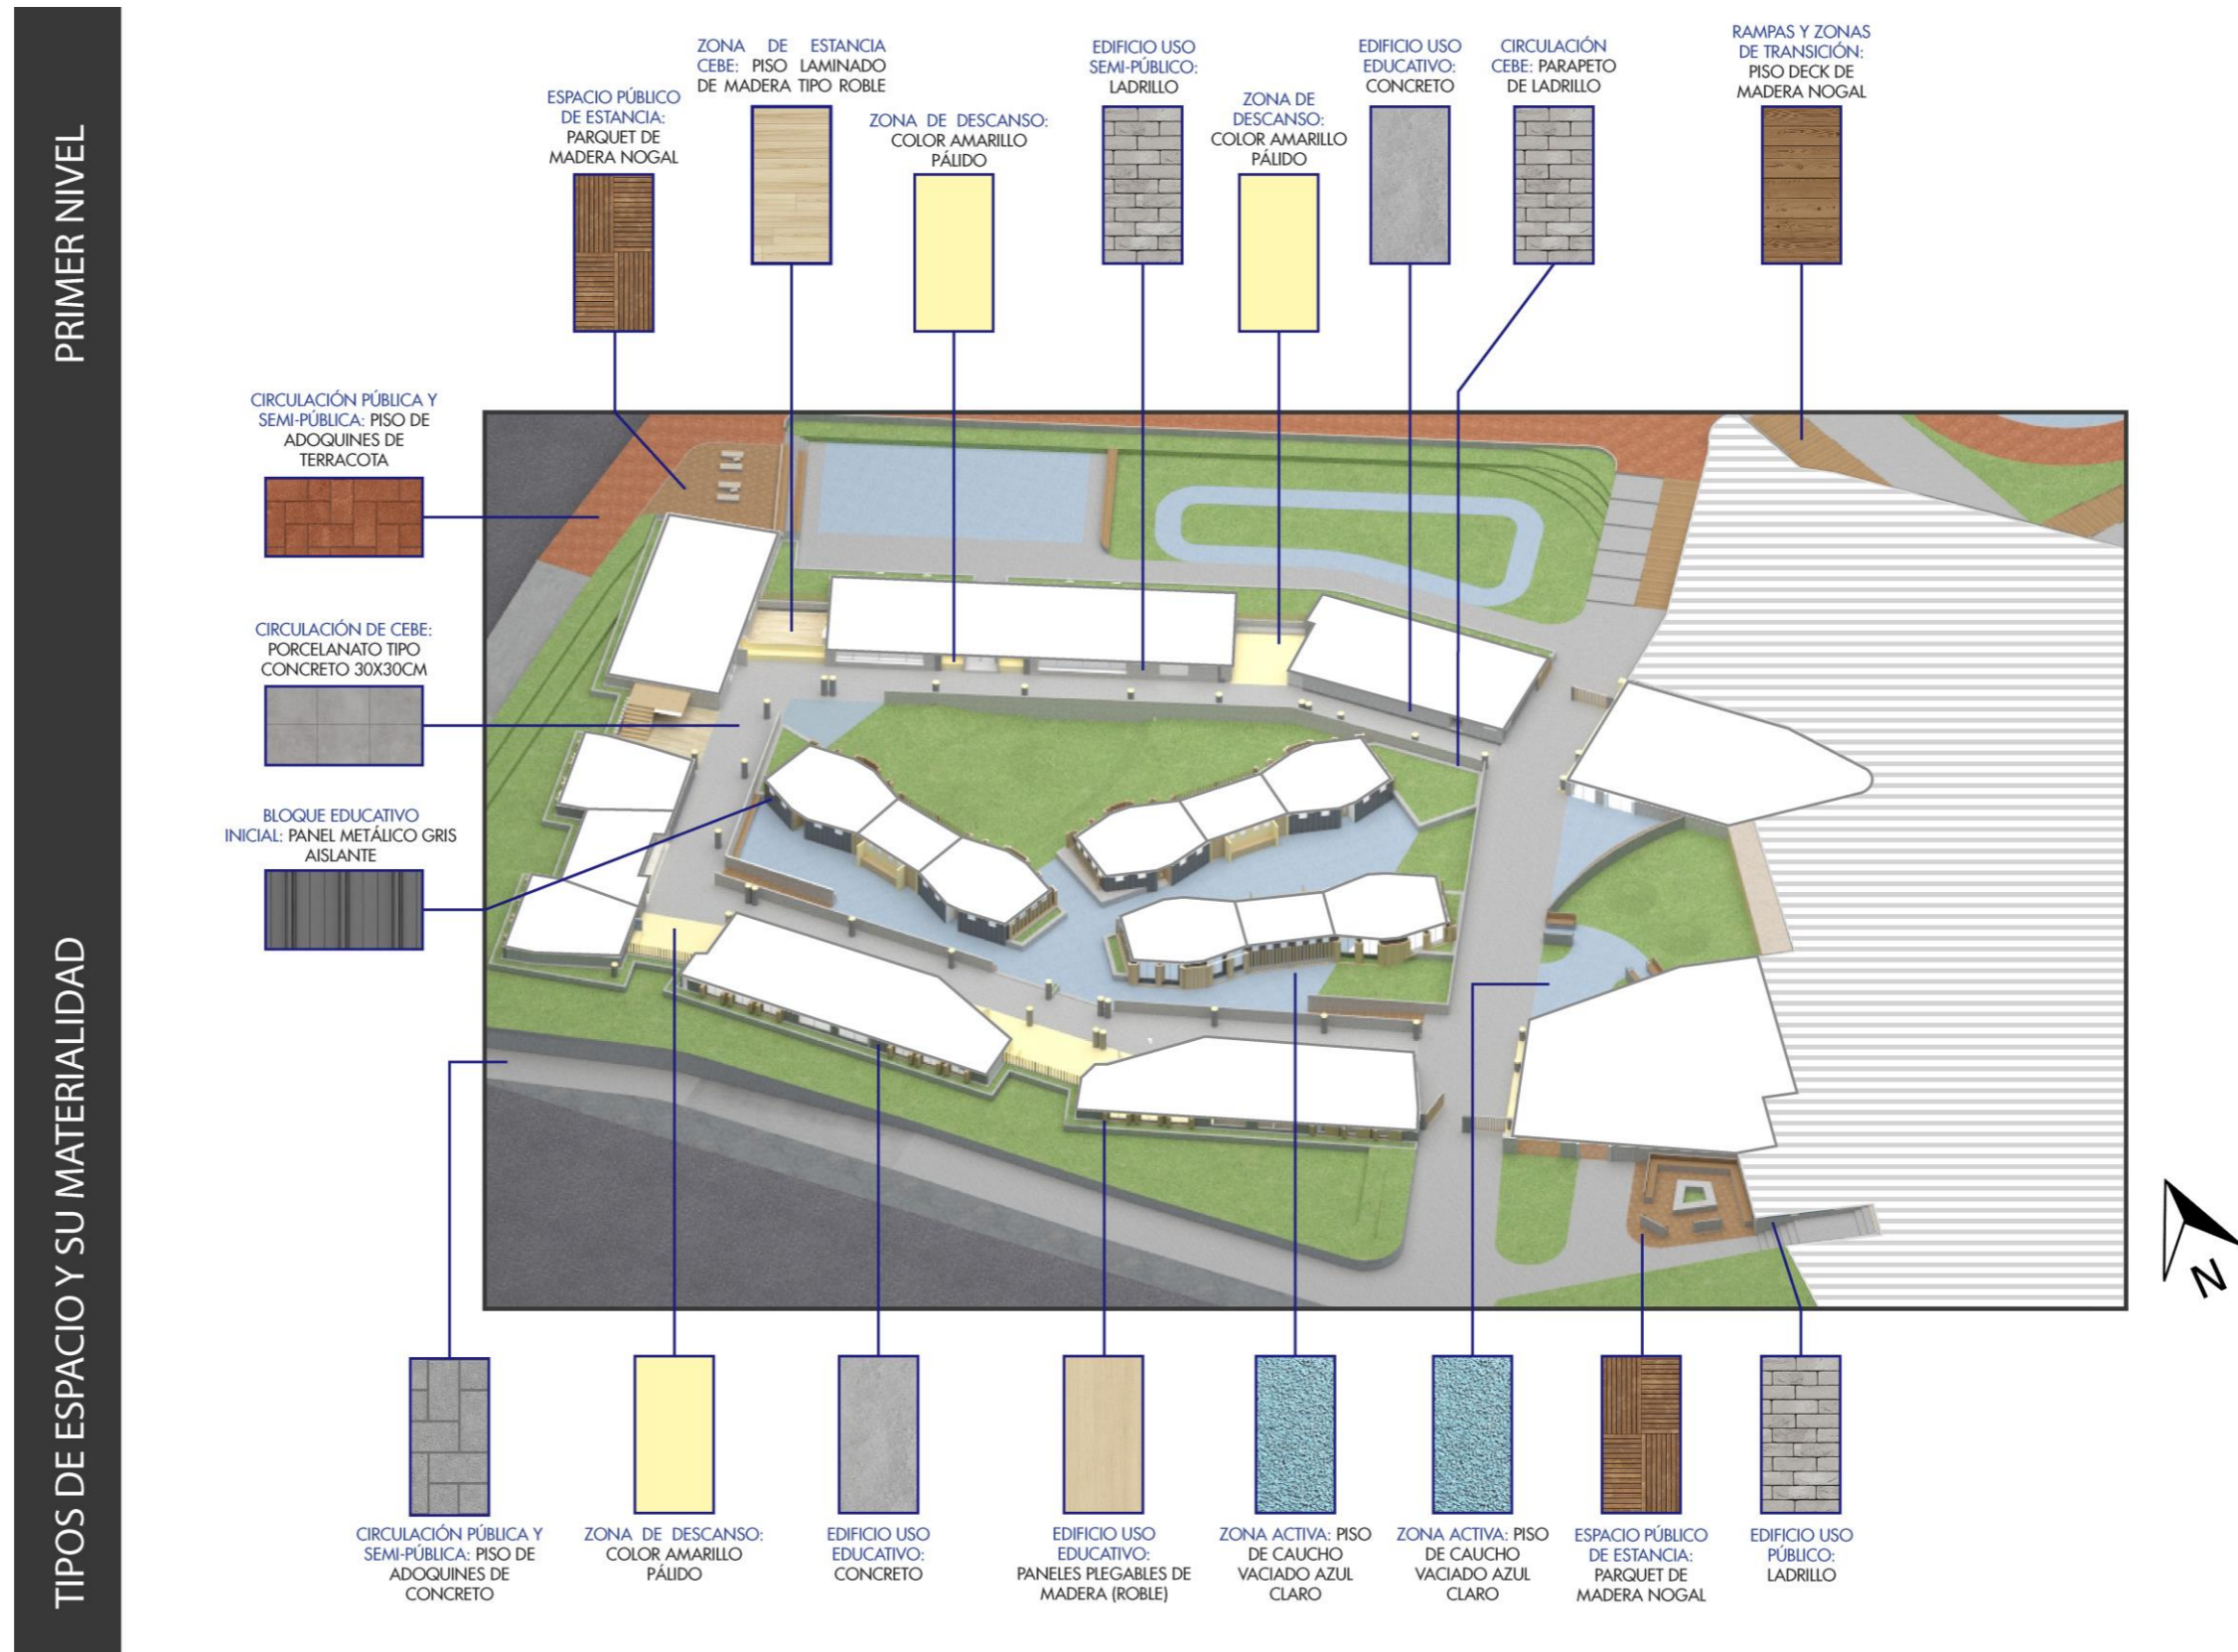 PRIMER NIVEL
TIPOS DE ESPACIO Y SU MATERIALIDAD
ESPACIO PÚBLICO
DE ESTANCIA:
PARQUET DE
MADERA NOGAL
ZONA DE ESTANCIA
CEBE: PISO LAMINADO
DE MADERA TIPO ROBLE
ZONA DE DESCANSO:
COLOR AMARILLO
PÁLIDO
EDIFICIO USO
SEMI-PÚBLICO:
LADRILLO
ZONA DE
DESCANSO:
COLOR AMARILLO
PÁLIDO
EDIFICIO USO
EDUCATIVO:
CONCRETO
CIRCULACIÓN
CEBE: PARAPETO
DE LADRILLO
RAMPAS Y ZONAS
DE TRANSICIÓN:
PISO DECK DE
MADERA NOGAL
CIRCULACIÓN PÚBLICA Y
SEMI-PÚBLICA: PISO DE
ADOQUINES DE
TERRACOTA
CIRCULACIÓN DE CEBE:
PORCELANATO TIPO
CONCRETO 30X30CM
BLOQUE EDUCATIVO
INICIAL: PANEL METÁLICO GRIS
AISLANTE
N
CIRCULACIÓN PÚBLICA Y
SEMI-PÚBLICA: PISO DE
ADOQUINES DE
CONCRETO
ZONA DE DESCANSO:
COLOR AMARILLO
PÁLIDO
EDIFICIO USO
EDUCATIVO:
CONCRETO
EDIFICIO USO
EDUCATIVO:
PANELES PLEGABLES DE
MADERA (ROBLE)
ZONA ACTIVA: PISO
DE CAUCHO
VACIADO AZUL
CLARO
ZONA ACTIVA: PISO
DE CAUCHO
VACIADO AZUL
CLARO
ESPACIO PÚBLICO
DE ESTANCIA:
PARQUET DE
MADERA NOGAL
EDIFICIO USO
PÚBLICO:
LADRILLO